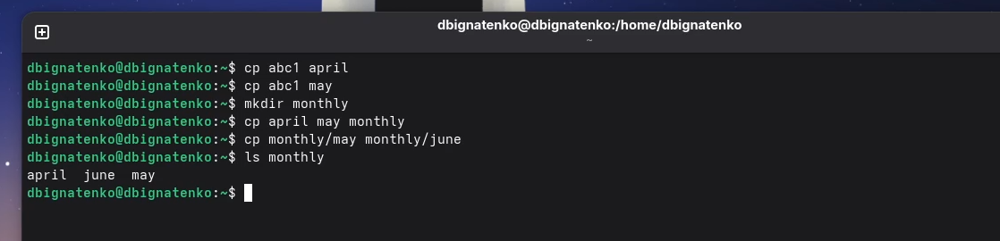 dbignatenko@dbignatenko:/home/dbignatenko
~
dbignatenko@dbignatenko:~$ cp abc1 april
dbignatenko@dbignatenko:~$ cp abc1 may
dbignatenko@dbignatenko:~$ mkdir monthly
dbignatenko@dbignatenko:~$ cp april may monthly
dbignatenko@dbignatenko:~$ cp monthly/may monthly/june
dbignatenko@dbignatenko:~$ ls monthly
april  june  may
dbignatenko@dbignatenko:~$